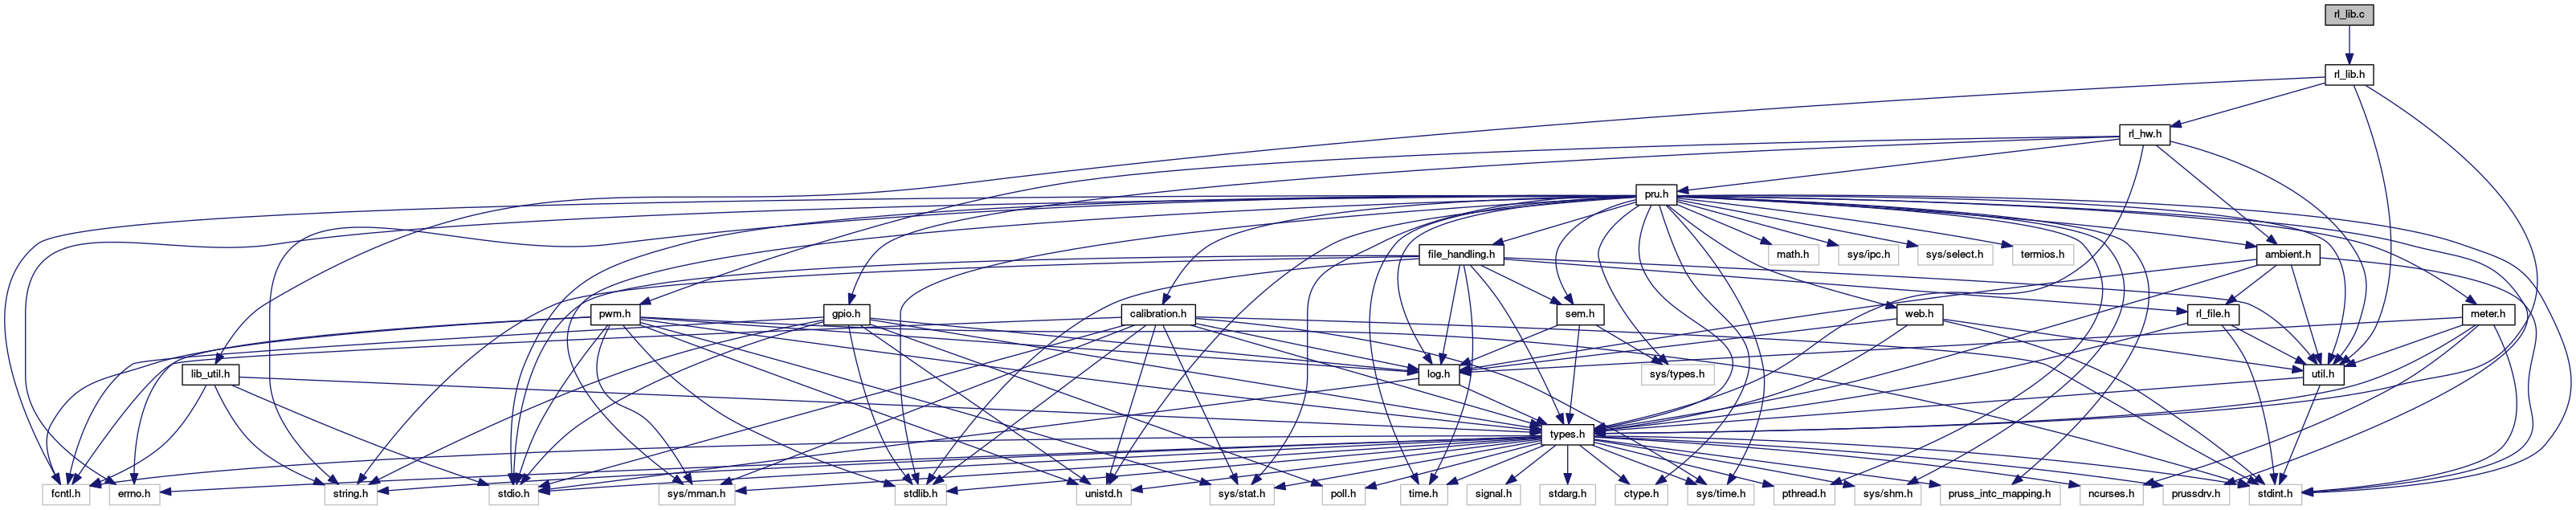 rl_lib.c
rl_lib.h
rl_hw.h
pru.h
file_handling.h
math.h
sys/ipc.h
sys/select.h
termios.h
ambient.h
pwm.h
gpio.h
calibration.h
sem.h
web.h
rl_file.h
meter.h
lib_util.h
log.h
sys/types.h
util.h
types.h
fcntl.h
errno.h
string.h
stdio.h
sys/mman.h
stdlib.h
unistd.h
sys/stat.h
poll.h
time.h
signal.h
stdarg.h
ctype.h
sys/time.h
pthread.h
sys/shm.h
pruss_intc_mapping.h
ncurses.h
prussdrv.h
stdint.h